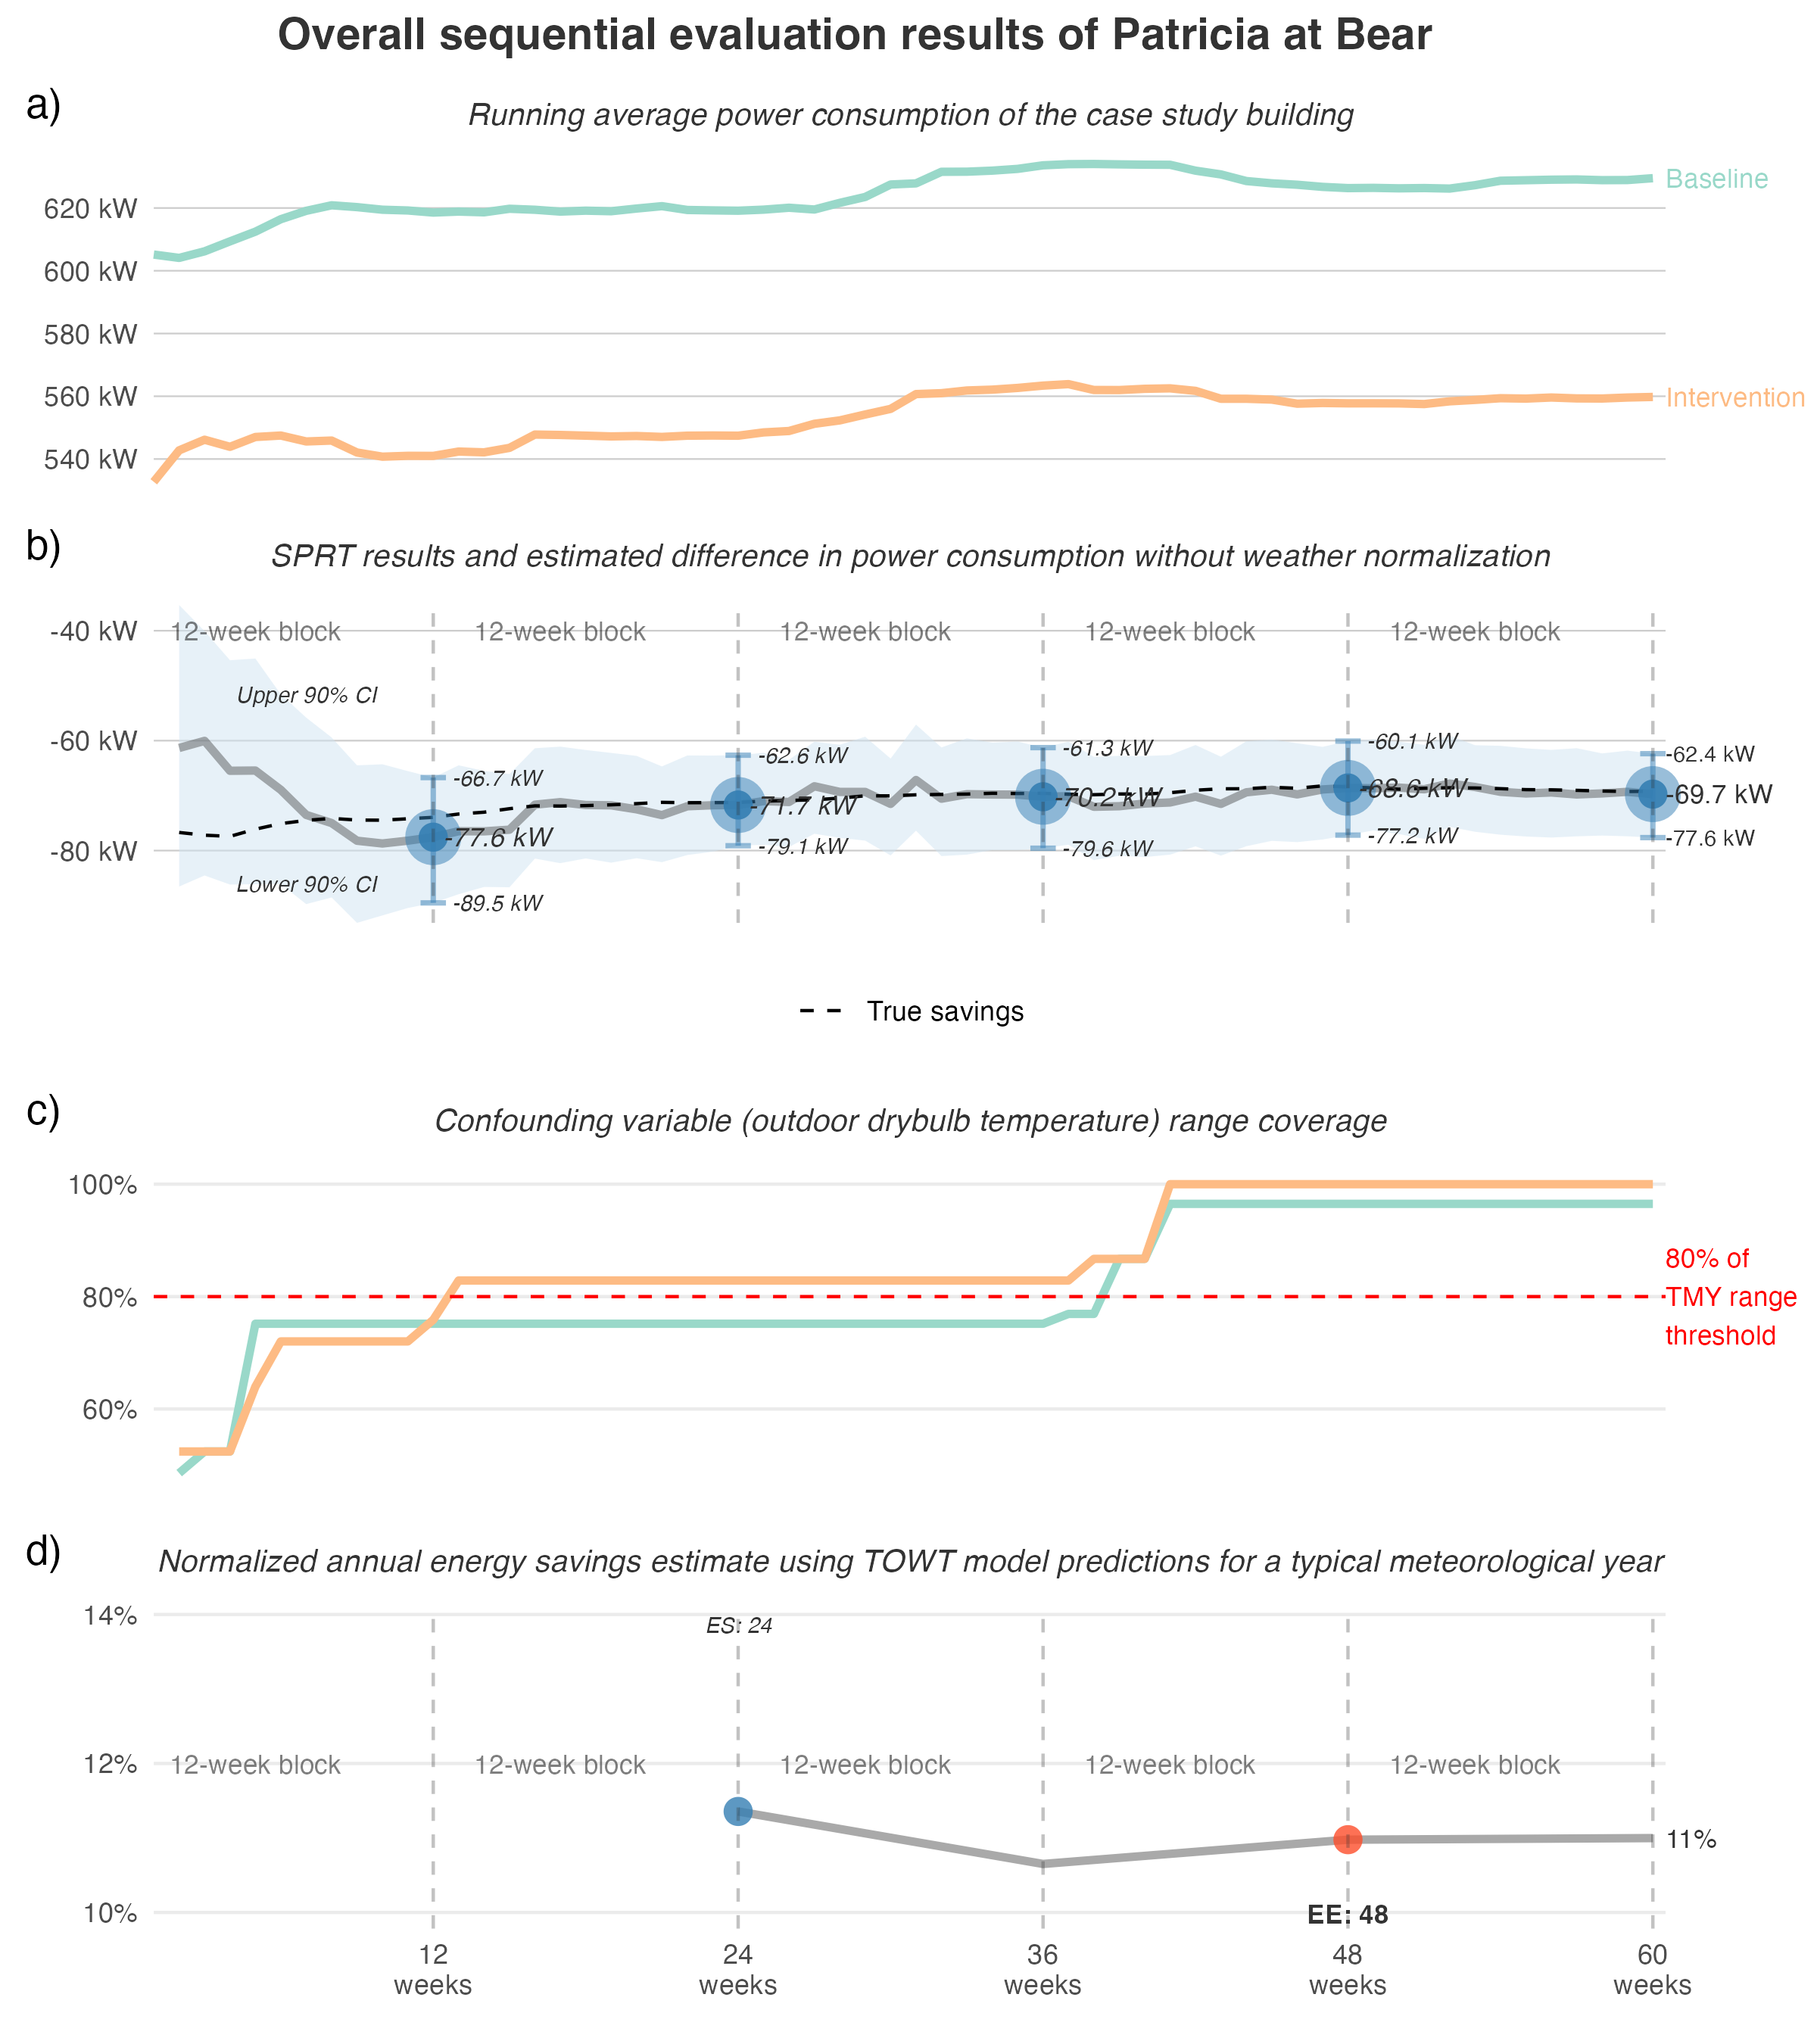 Overall sequential evaluation results of Patricia at Bear
a)
Running average power consumption of the case study building
620 kW
600 kW
580 kW
560 kW
540 kW
Baseline
Intervention
b)
SPRT results and estimated difference in power consumption without weather normalization
-40 kW
-60 kW
-80 kW
12-week block
12-week block
12-week block
12-week block
12-week block
Upper 90% CI
Lower 90% CI
-66.7 kW
-77.6 kW
-89.5 kW
-62.6 kW
-71.7 kW
-79.1 kW
-61.3 kW
-70.2 kW
-79.6 kW
-60.1 kW
-68.6 kW
-77.2 kW
-62.4 kW
-69.7 kW
-77.6 kW
True savings
c)
Confounding variable (outdoor drybulb temperature) range coverage
100%
80%
60%
80% of
TMY range
threshold
d)
Normalized annual energy savings estimate using TOWT model predictions for a typical meteorological year
14%
12%
10%
ES: 24
12-week block
12-week block
12-week block
12-week block
12-week block
11%
EE: 48
12
weeks
24
weeks
36
weeks
48
weeks
60
weeks